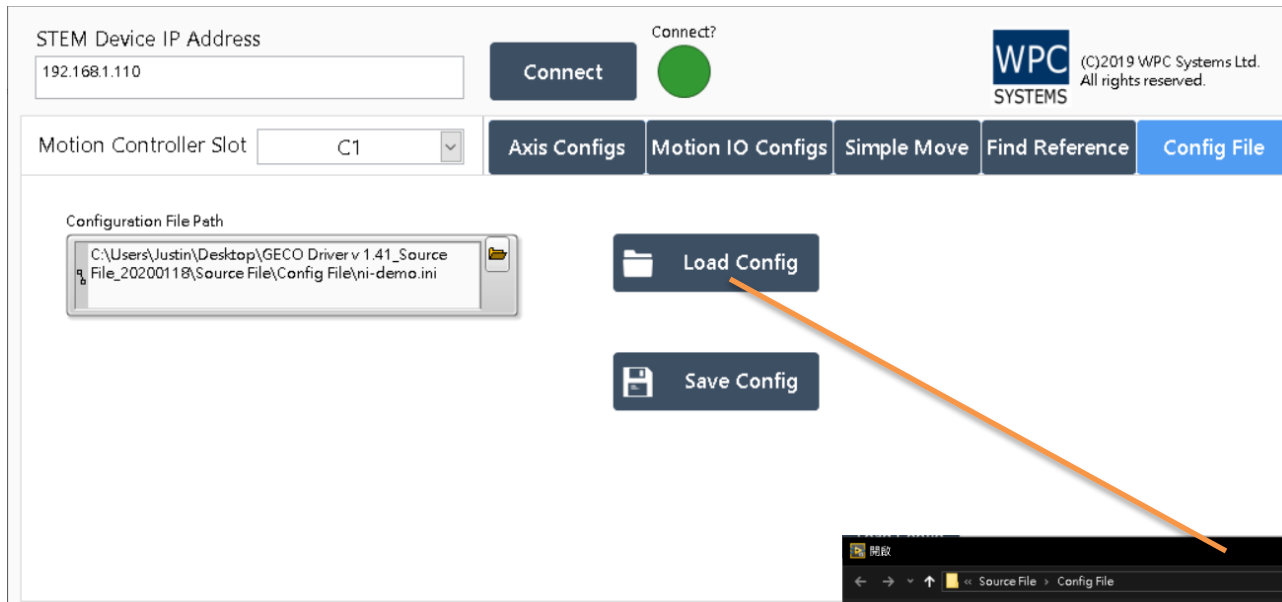 STEM Device IP Address
192.168.1.110
Connect
Connect?
WPC
SYSTEMS
(C)2019 WPC Systems Ltd.
All rights reserved.
Motion Controller Slot
C1
Axis Configs
Motion IO Configs
Simple Move
Find Reference
Config File
Configuration File Path
C:\Users\Justin\Desktop\GECO Driver v 1.41_Source
File_20200118\Source File\Config File\ni-demo.ini
Load Config
Save Config
開啟
« Source File › Config File